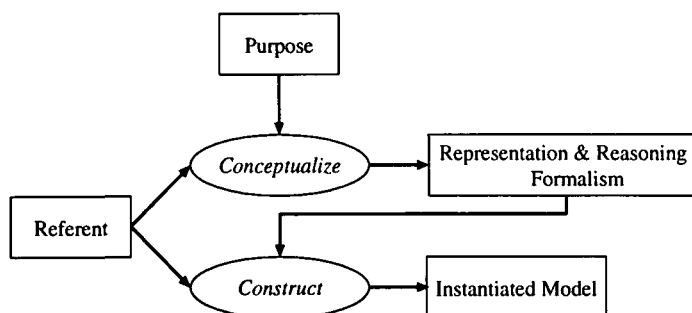 Purpose
Conceptualize
Representation & Reasoning
Formalism
Referent
Construct
Instantiated Model